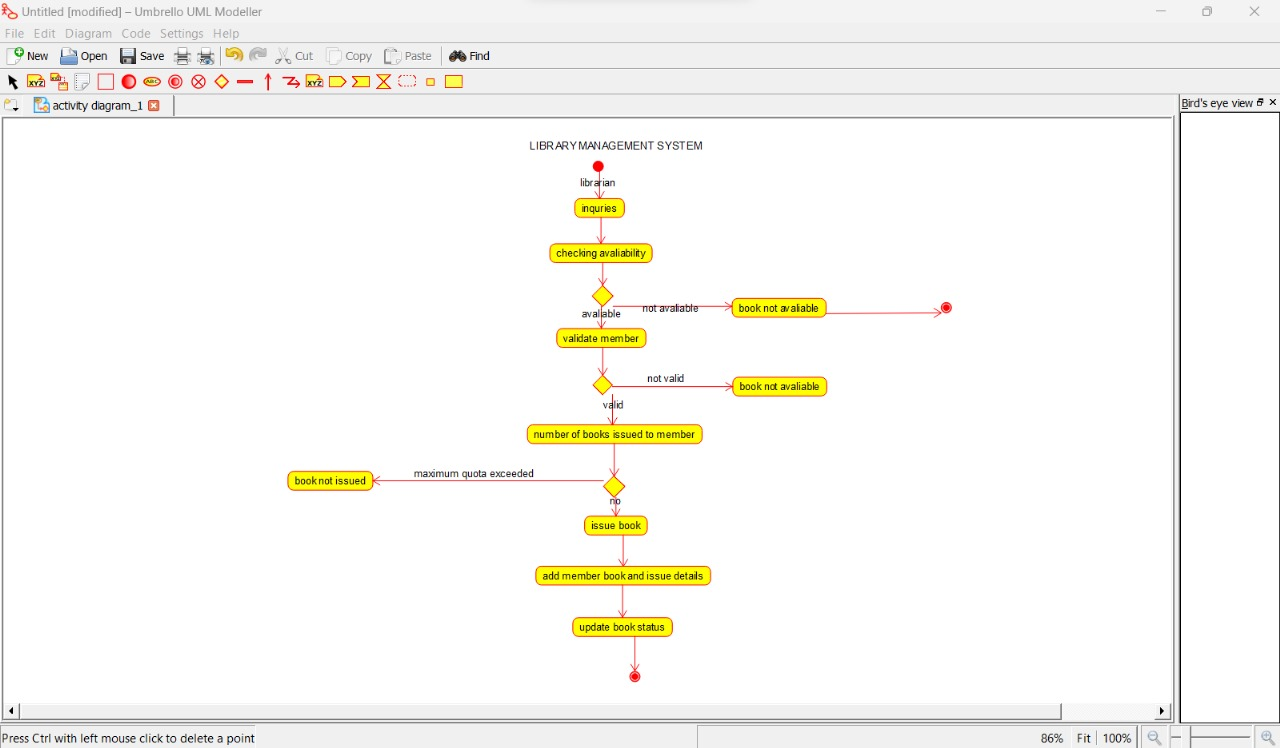 Untitled [modified] – Umbrello UML Modeller
File Edit Diagram Code Settings Help
New Open Save Cut Copy Paste Find
XYZ ABC XYZ
activity diagram_1
Bird's eye view
LIBRARY MANAGEMENT SYSTEM
librarian
inquries
checking avaliability
not avaliable
book not avaliable
avaliable
validate member
not valid
book not avaliable
valid
number of books issued to member
maximum quota exceeded
book not issued
no
issue book
add member book and issue details
update book status
Press Ctrl with left mouse click to delete a point
86% Fit 100%